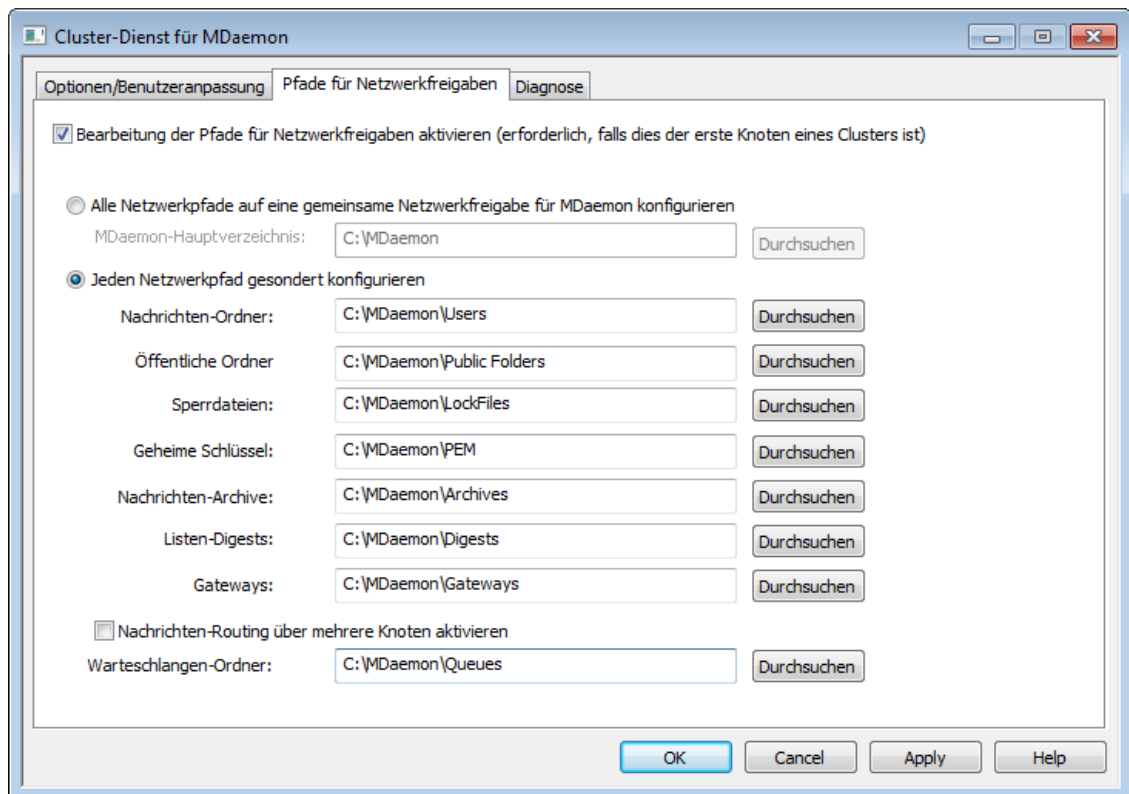 Cluster-Dienst für MDaemon
Optionen/Benutzeranpassung Pfade für Netzwerkfreigaben Diagnose
Bearbeitung der Pfade für Netzwerkfreigaben aktivieren (erforderlich, falls dies der erste Knoten eines Clusters ist)
Alle Netzwerkpfade auf eine gemeinsame Netzwerkfreigabe für MDaemon konfigurieren
MDaemon-Hauptverzeichnis: C:\MDaemon Durchsuchen
Jeden Netzwerkpfad gesondert konfigurieren
Nachrichten-Ordner: C:\MDaemon\Users Durchsuchen
Öffentliche Ordner C:\MDaemon\Public Folders Durchsuchen
Sperrdateien: C:\MDaemon\LockFiles Durchsuchen
Geheime Schlüssel: C:\MDaemon\PEM Durchsuchen
Nachrichten-Archive: C:\MDaemon\Archives Durchsuchen
Listen-Digests: C:\MDaemon\Digests Durchsuchen
Gateways: C:\MDaemon\Gateways Durchsuchen
Nachrichten-Routing über mehrere Knoten aktivieren
Warteschlangen-Ordner: C:\MDaemon\Queues Durchsuchen
OK Cancel Apply Help